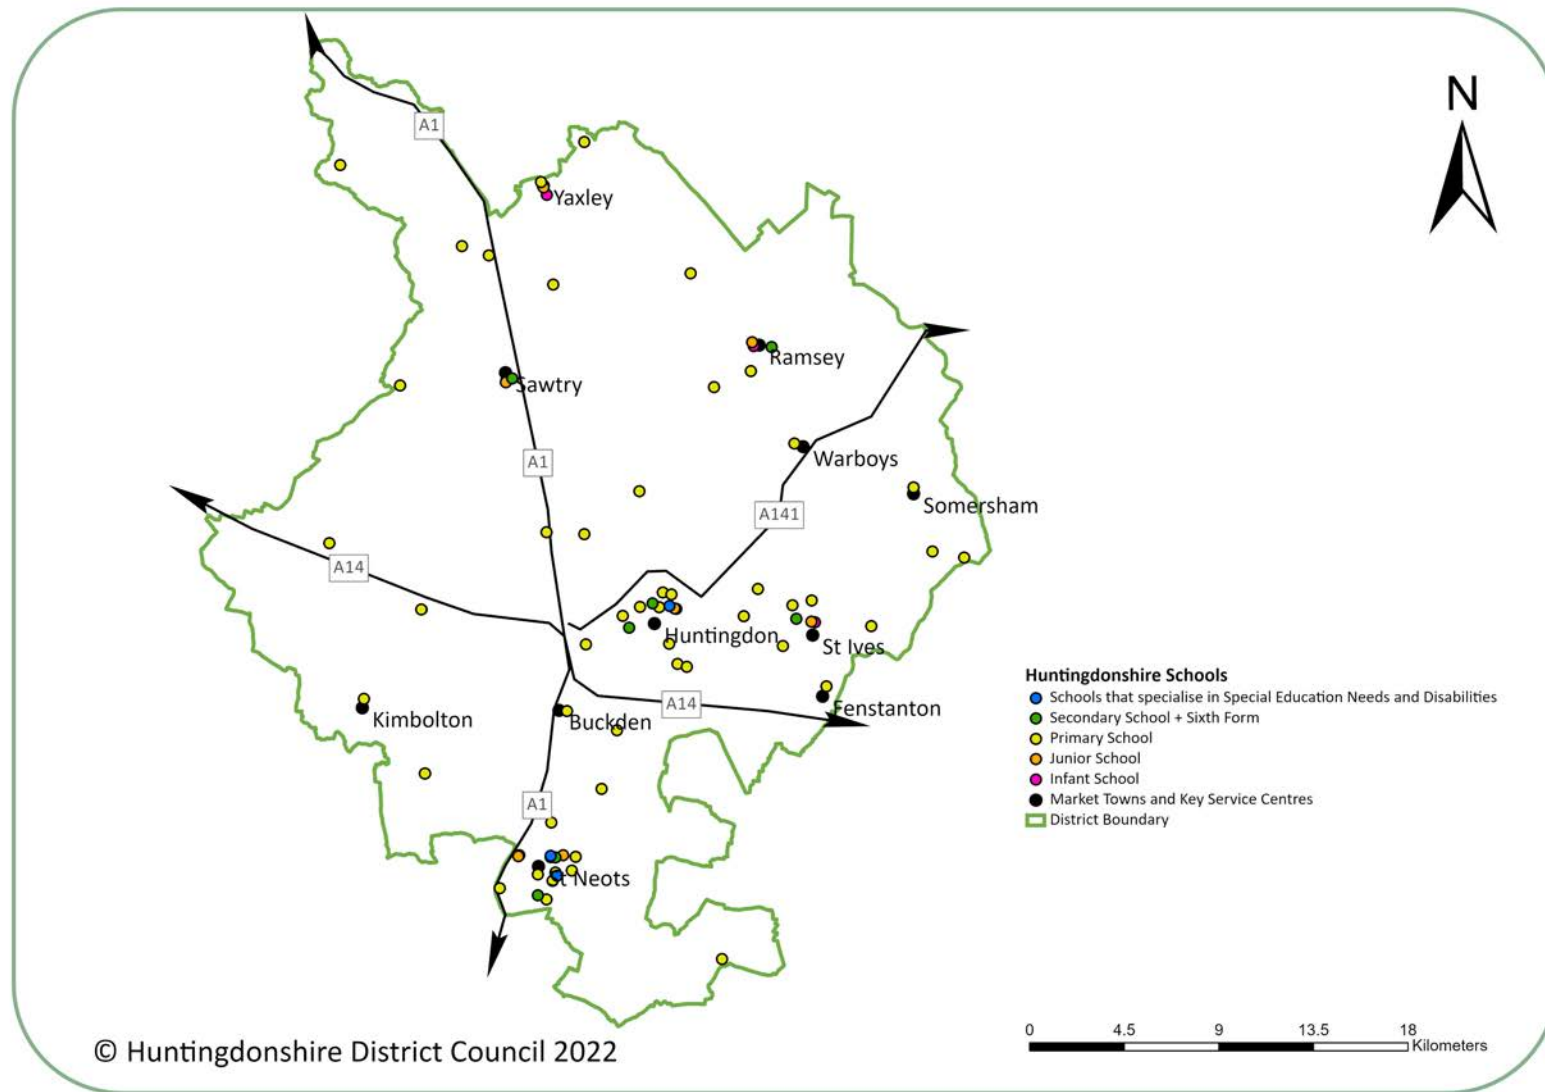 N
A1
Yaxley
Ramsey
Sawtry
A1
Warboys
Somersham
A141
A14
Huntingdon
St Ives
Kimbolton
Buckden
A14
Fenstanton
A1
St Neots
Huntingdonshire Schools
Schools that specialise in Special Education Needs and Disabilities
Secondary School + Sixth Form
Primary School
Junior School
Infant School
Market Towns and Key Service Centres
District Boundary
0 4.5 9 13.5 18
Kilometers
© Huntingdonshire District Council 2022